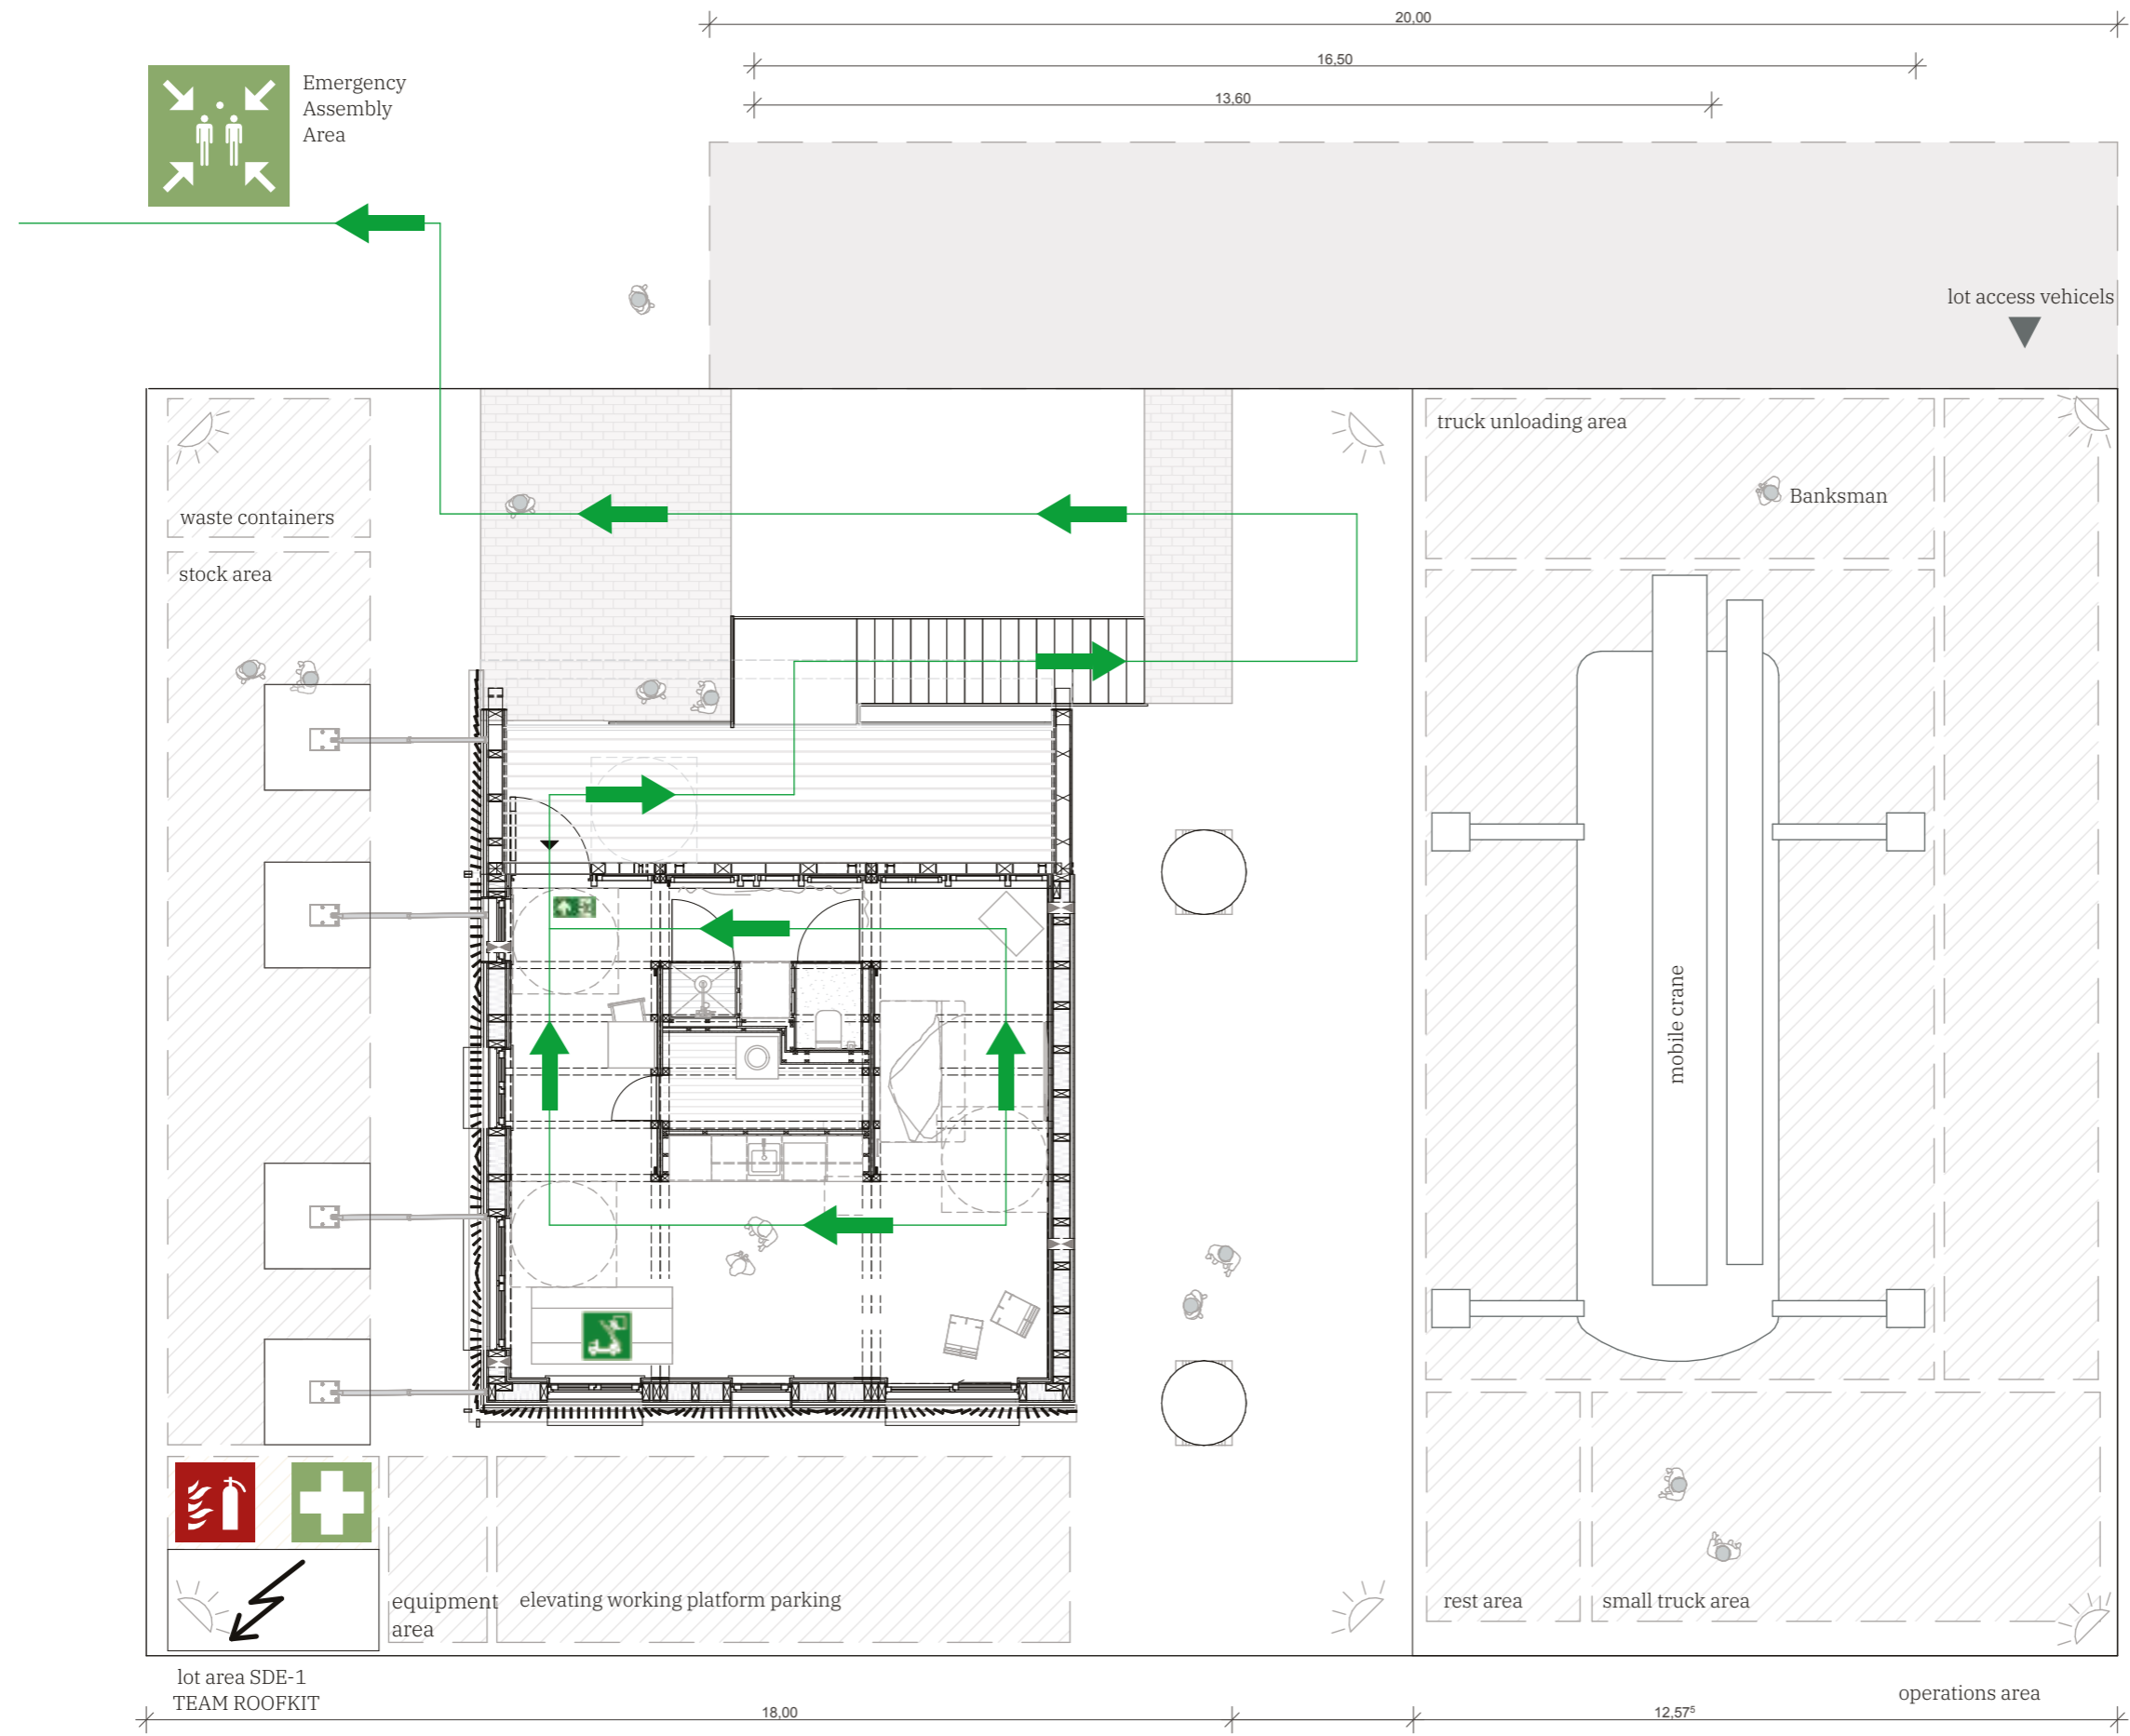 20,00
16,50
13,60
Emergency
Assembly
Area
lot access vehicels
truck unloading area
Banksman
waste containers
stock area
mobile crane
equipment
area
elevating working platform parking
rest area
small truck area
lot area SDE-1
TEAM ROOFKIT
operations area
18,00
12,57⁵